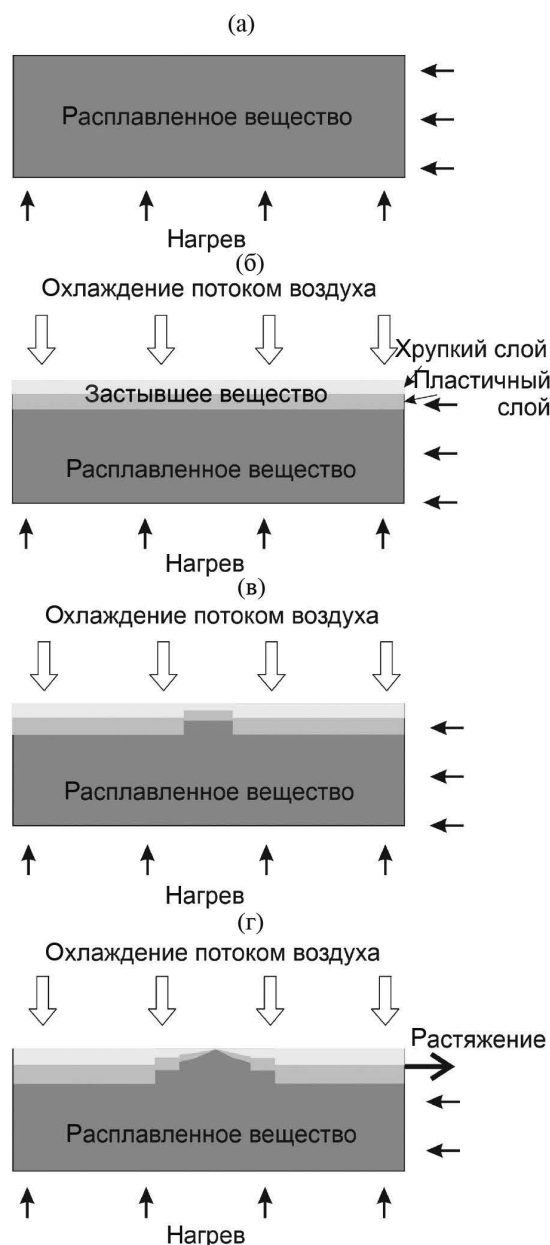 (а)
Расплавленное вещество
Нагрев
(б)
Охлаждение потоком воздуха
Хрупкий слой
Пластичный
слой
Застывшее вещество
Расплавленное вещество
Нагрев
(в)
Охлаждение потоком воздуха
Расплавленное вещество
Нагрев
(г)
Охлаждение потоком воздуха
Растяжение
Расплавленное вещество
Нагрев